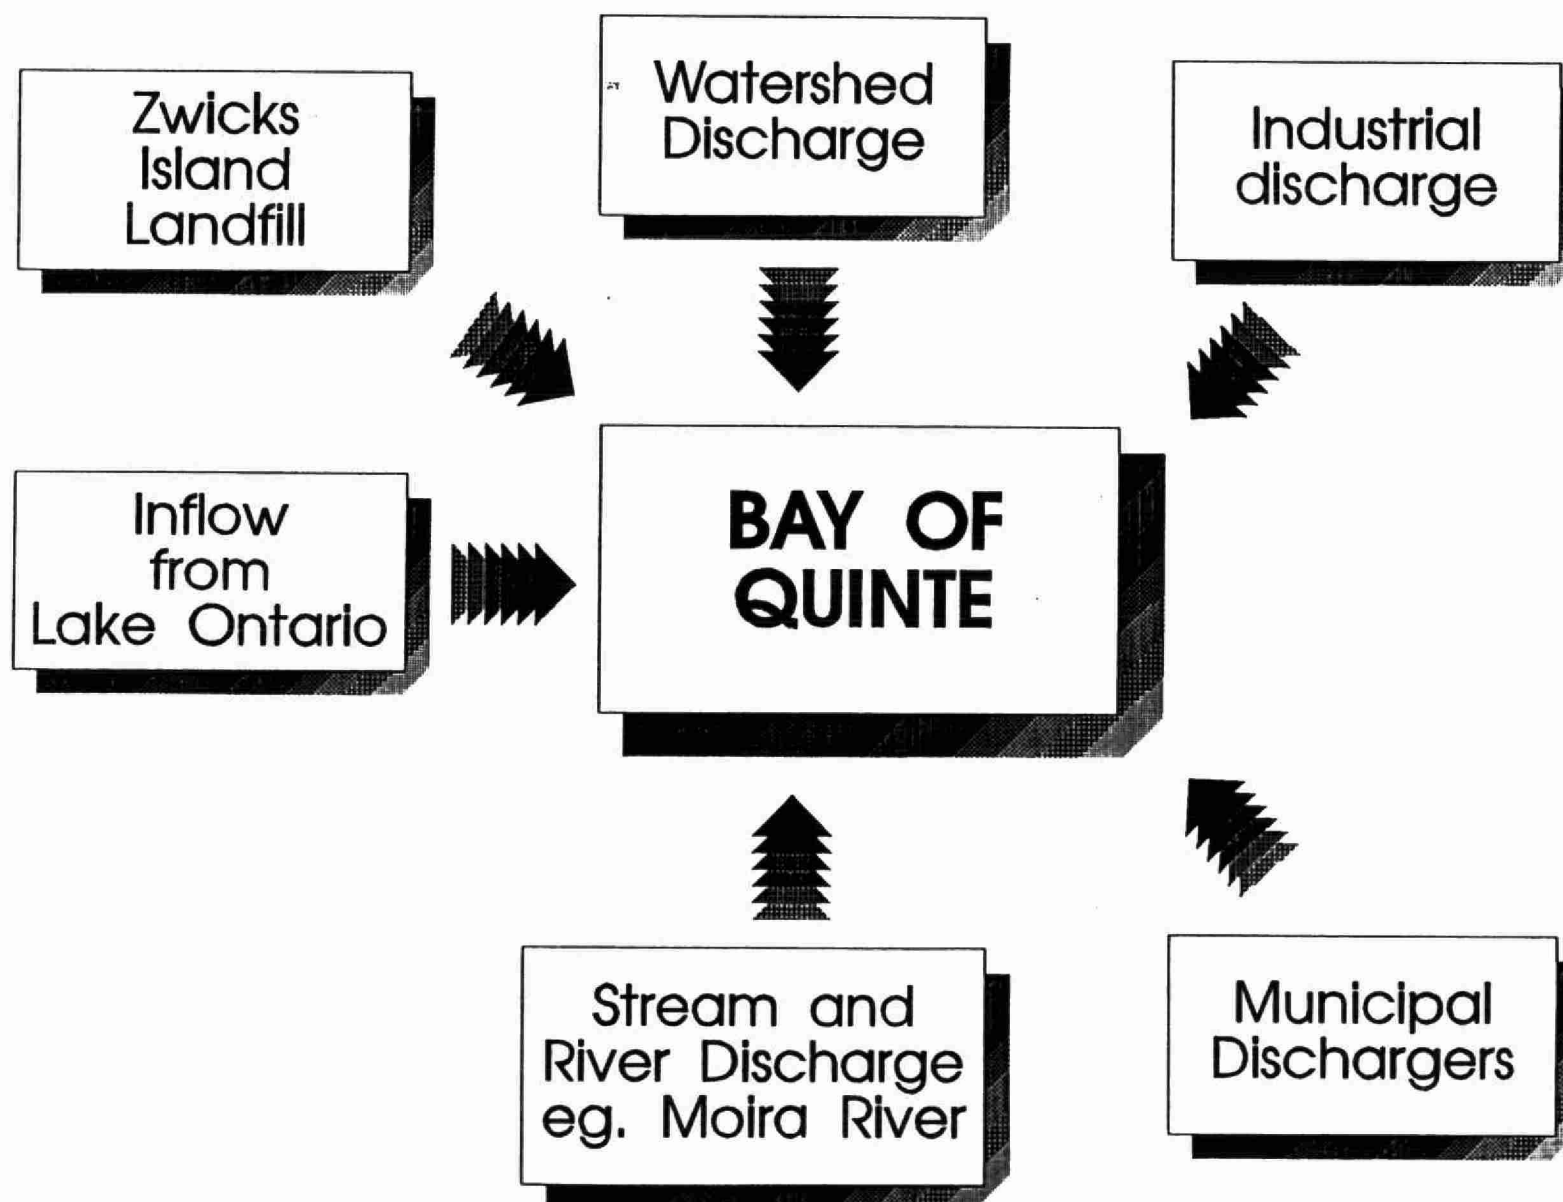 Zwicks
Island
Landfill
Watershed
Discharge
Industrial
discharge
Inflow
from
Lake Ontario
BAY OF
QUINTE
Stream and
River Discharge
eg. Moira River
Municipal
Dischargers